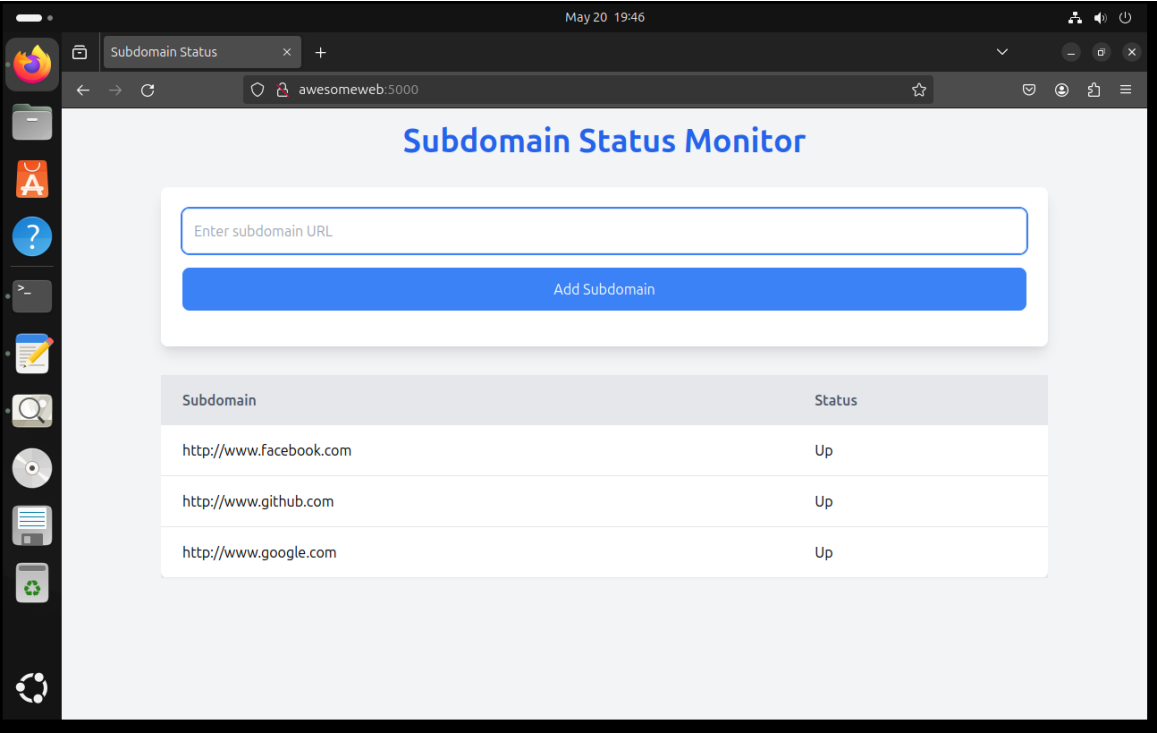 May 20 19:46
Subdomain Status
awesomeweb:5000
Subdomain Status Monitor
Enter subdomain URL
Add Subdomain
Subdomain Status
http://www.facebook.com Up
http://www.github.com Up
http://www.google.com Up